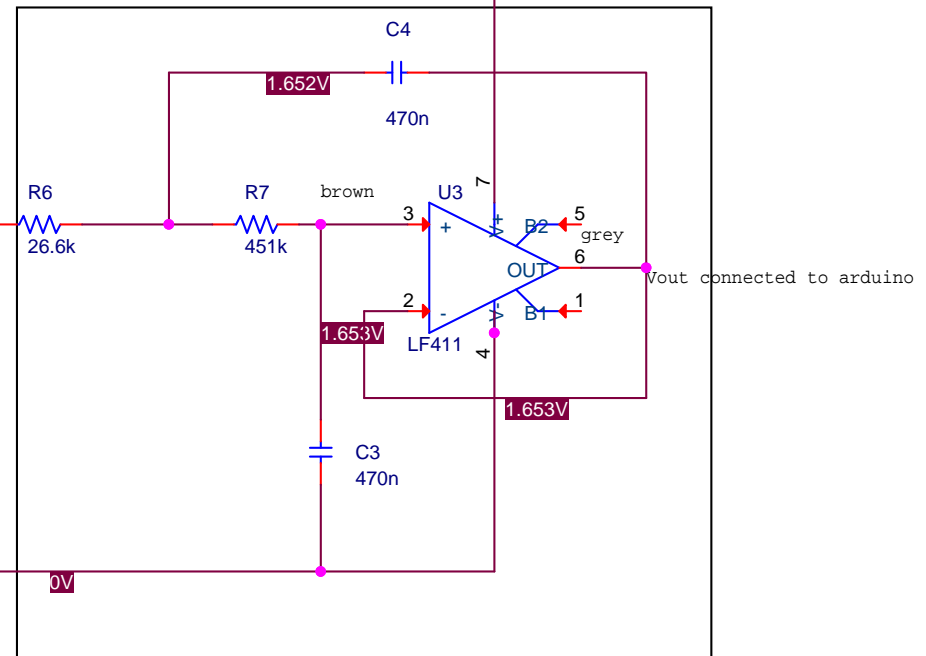 C4
1.652V
470n
R6
26.6k
R7
451k
brown
U3
7
3
+
V+
B2
5
grey
OUT
6
Vout connected to arduino
2
-
V-
B1
1
1.653V
LF411
4
1.653V
C3
470n
0V